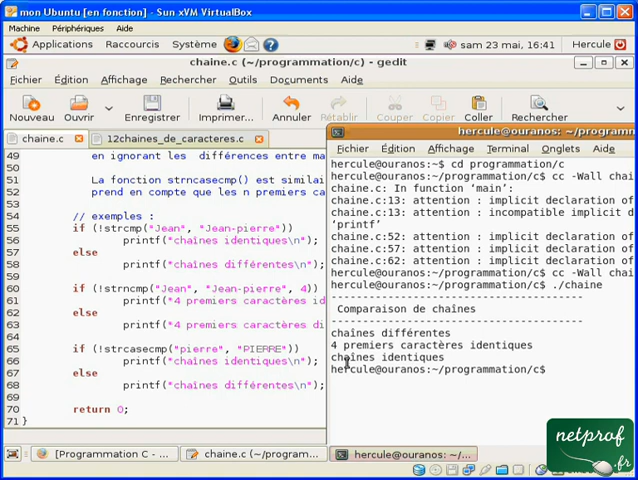 mon Ubuntu [en fonction] - Sun xVM VirtualBox
Machine Périphériques Aide
Applications Raccourcis Système sam 23 mai, 16:41 Hercule
chaine.c (~/programmation/c) - gedit
Fichier Édition Affichage Rechercher Outils Documents Aide
Nouveau Ouvrir Enregistrer Imprimer... Annuler Rétablir Couper Copier Coller Rechercher
chaine.c 12chaines_de_caracteres.c
49 en ignorant les différences entre ma
50
51 La fonction strncasecmp() est similai
52 prend en compte que les n premiers ca
53
54 // exemples :
55 if (!strcmp("Jean", "Jean-pierre"))
56 printf("chaînes identiques\n");
57 else
58 printf("chaînes différentes\n");
59
60 if (!strncmp("Jean", "Jean-pierre", 4))
61 printf("4 premiers caractères id
62 else
63 printf("4 premiers caractères di
64
65 if (!strcasecmp("pierre", "PIERRE"))
66 printf("chaînes identiques\n");
67 else
68 printf("chaînes différentes\n");
69
70 return 0;
71 }
hercule@ouranos: ~/programm
Fichier Édition Affichage Terminal Onglets Aide
hercule@ouranos:~$ cd programmation/c
hercule@ouranos:~/programmation/c$ cc -Wall chai
chaine.c: In function 'main':
chaine.c:13: attention : implicit declaration of
chaine.c:13: attention : incompatible implicit d
'printf'
chaine.c:52: attention : implicit declaration of
chaine.c:57: attention : implicit declaration of
chaine.c:62: attention : implicit declaration of
hercule@ouranos:~/programmation/c$ cc -Wall chai
hercule@ouranos:~/programmation/c$ ./chaine
----------------------------------------
Comparaison de chaînes
----------------------------------------
chaînes différentes
4 premiers caractères identiques
chaînes identiques
hercule@ouranos:~/programmation/c$
[Programmation C - ... chaine.c (~/programm... hercule@ouranos: ~/...
netprof
.fr